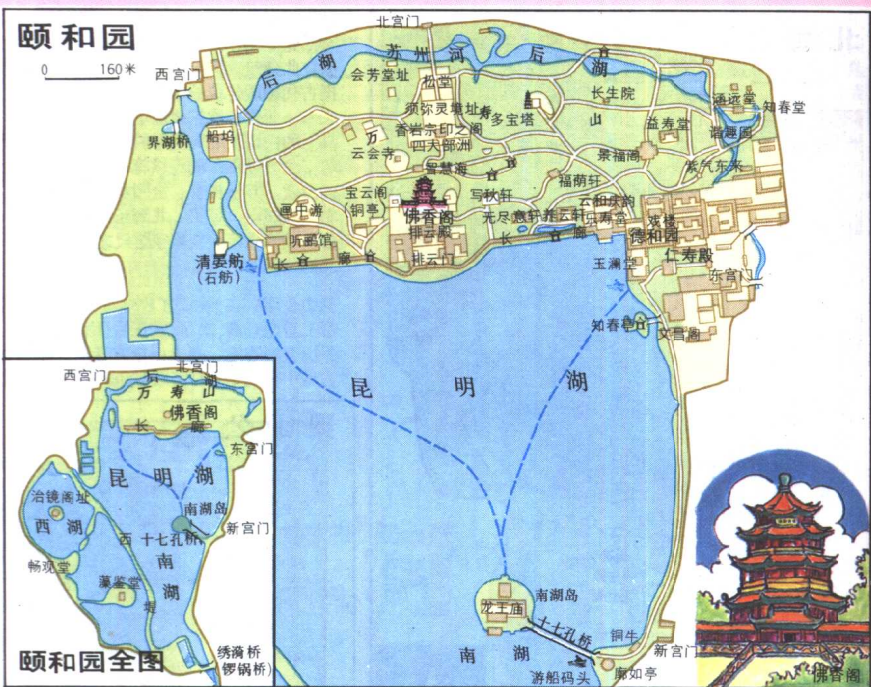 颐和园
0 160米
北宫门
西宫门
后湖
苏州河
后湖
会芳堂址
松堂
须弥灵境址
香岩宗印之阁
四大部洲
万寿山
多宝塔
长生院
涵远堂
知春堂
谐趣园
益寿堂
界湖桥
船坞
云会寺
智慧海
景福阁
紫气东来
宝云阁
(铜亭)
佛香阁
写秋轩
福荫轩
画中游
排云殿
意轩
养云轩
乐寿堂
戏楼
德和园
听鹂馆
长廊
排云门
长廊
玉澜堂
仁寿殿
东宫门
清晏舫
(石舫)
知春亭
文昌阁
昆明湖
南湖岛
龙王庙
十七孔桥
铜牛
新宫门
南湖
游船码头
廓如亭
佛香阁
西宫门
北宫门
后湖
万寿山
佛香阁
长廊
东宫门
昆明湖
治镜阁址
南湖岛
西湖
新宫门
十七孔桥
西堤
南湖
畅观堂
藻鉴堂
绣漪桥
(锣锅桥)
颐和园全图